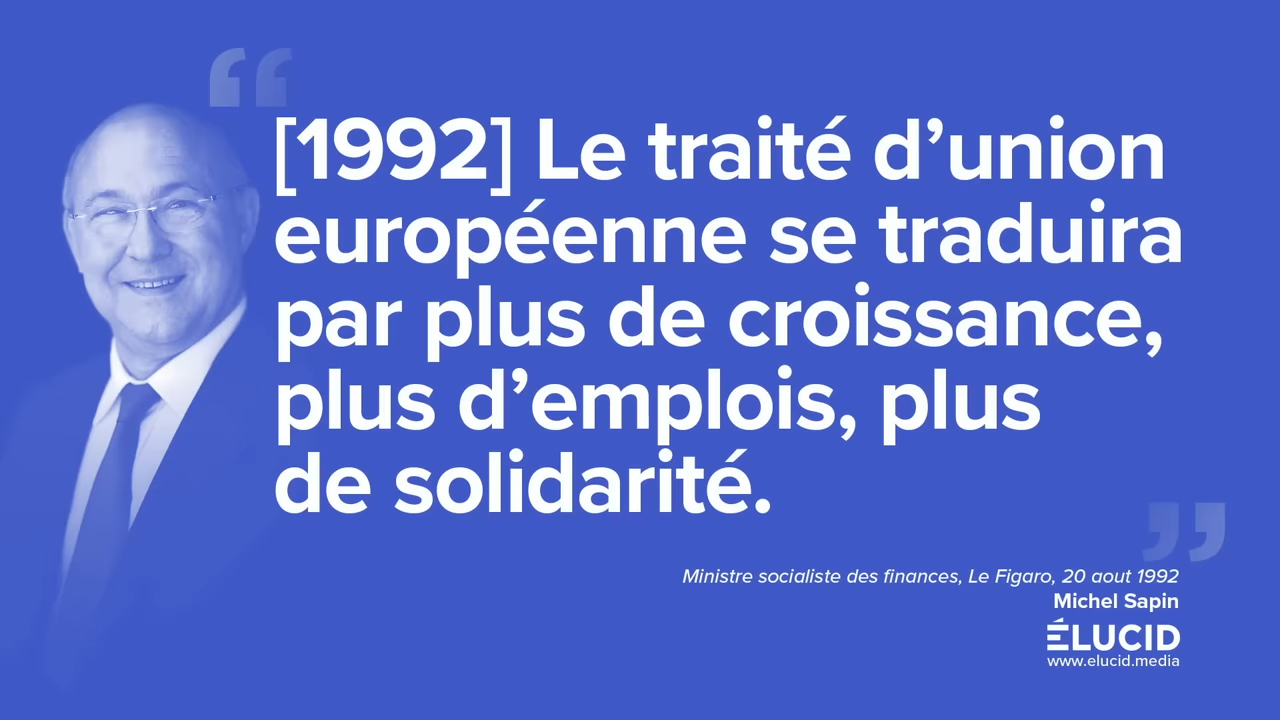 “
[1992] Le traité d’union
européenne se traduira
par plus de croissance,
plus d’emplois, plus
de solidarité.
”
Ministre socialiste des finances, Le Figaro, 20 aout 1992
Michel Sapin
ÉLUCID
www.elucid.media